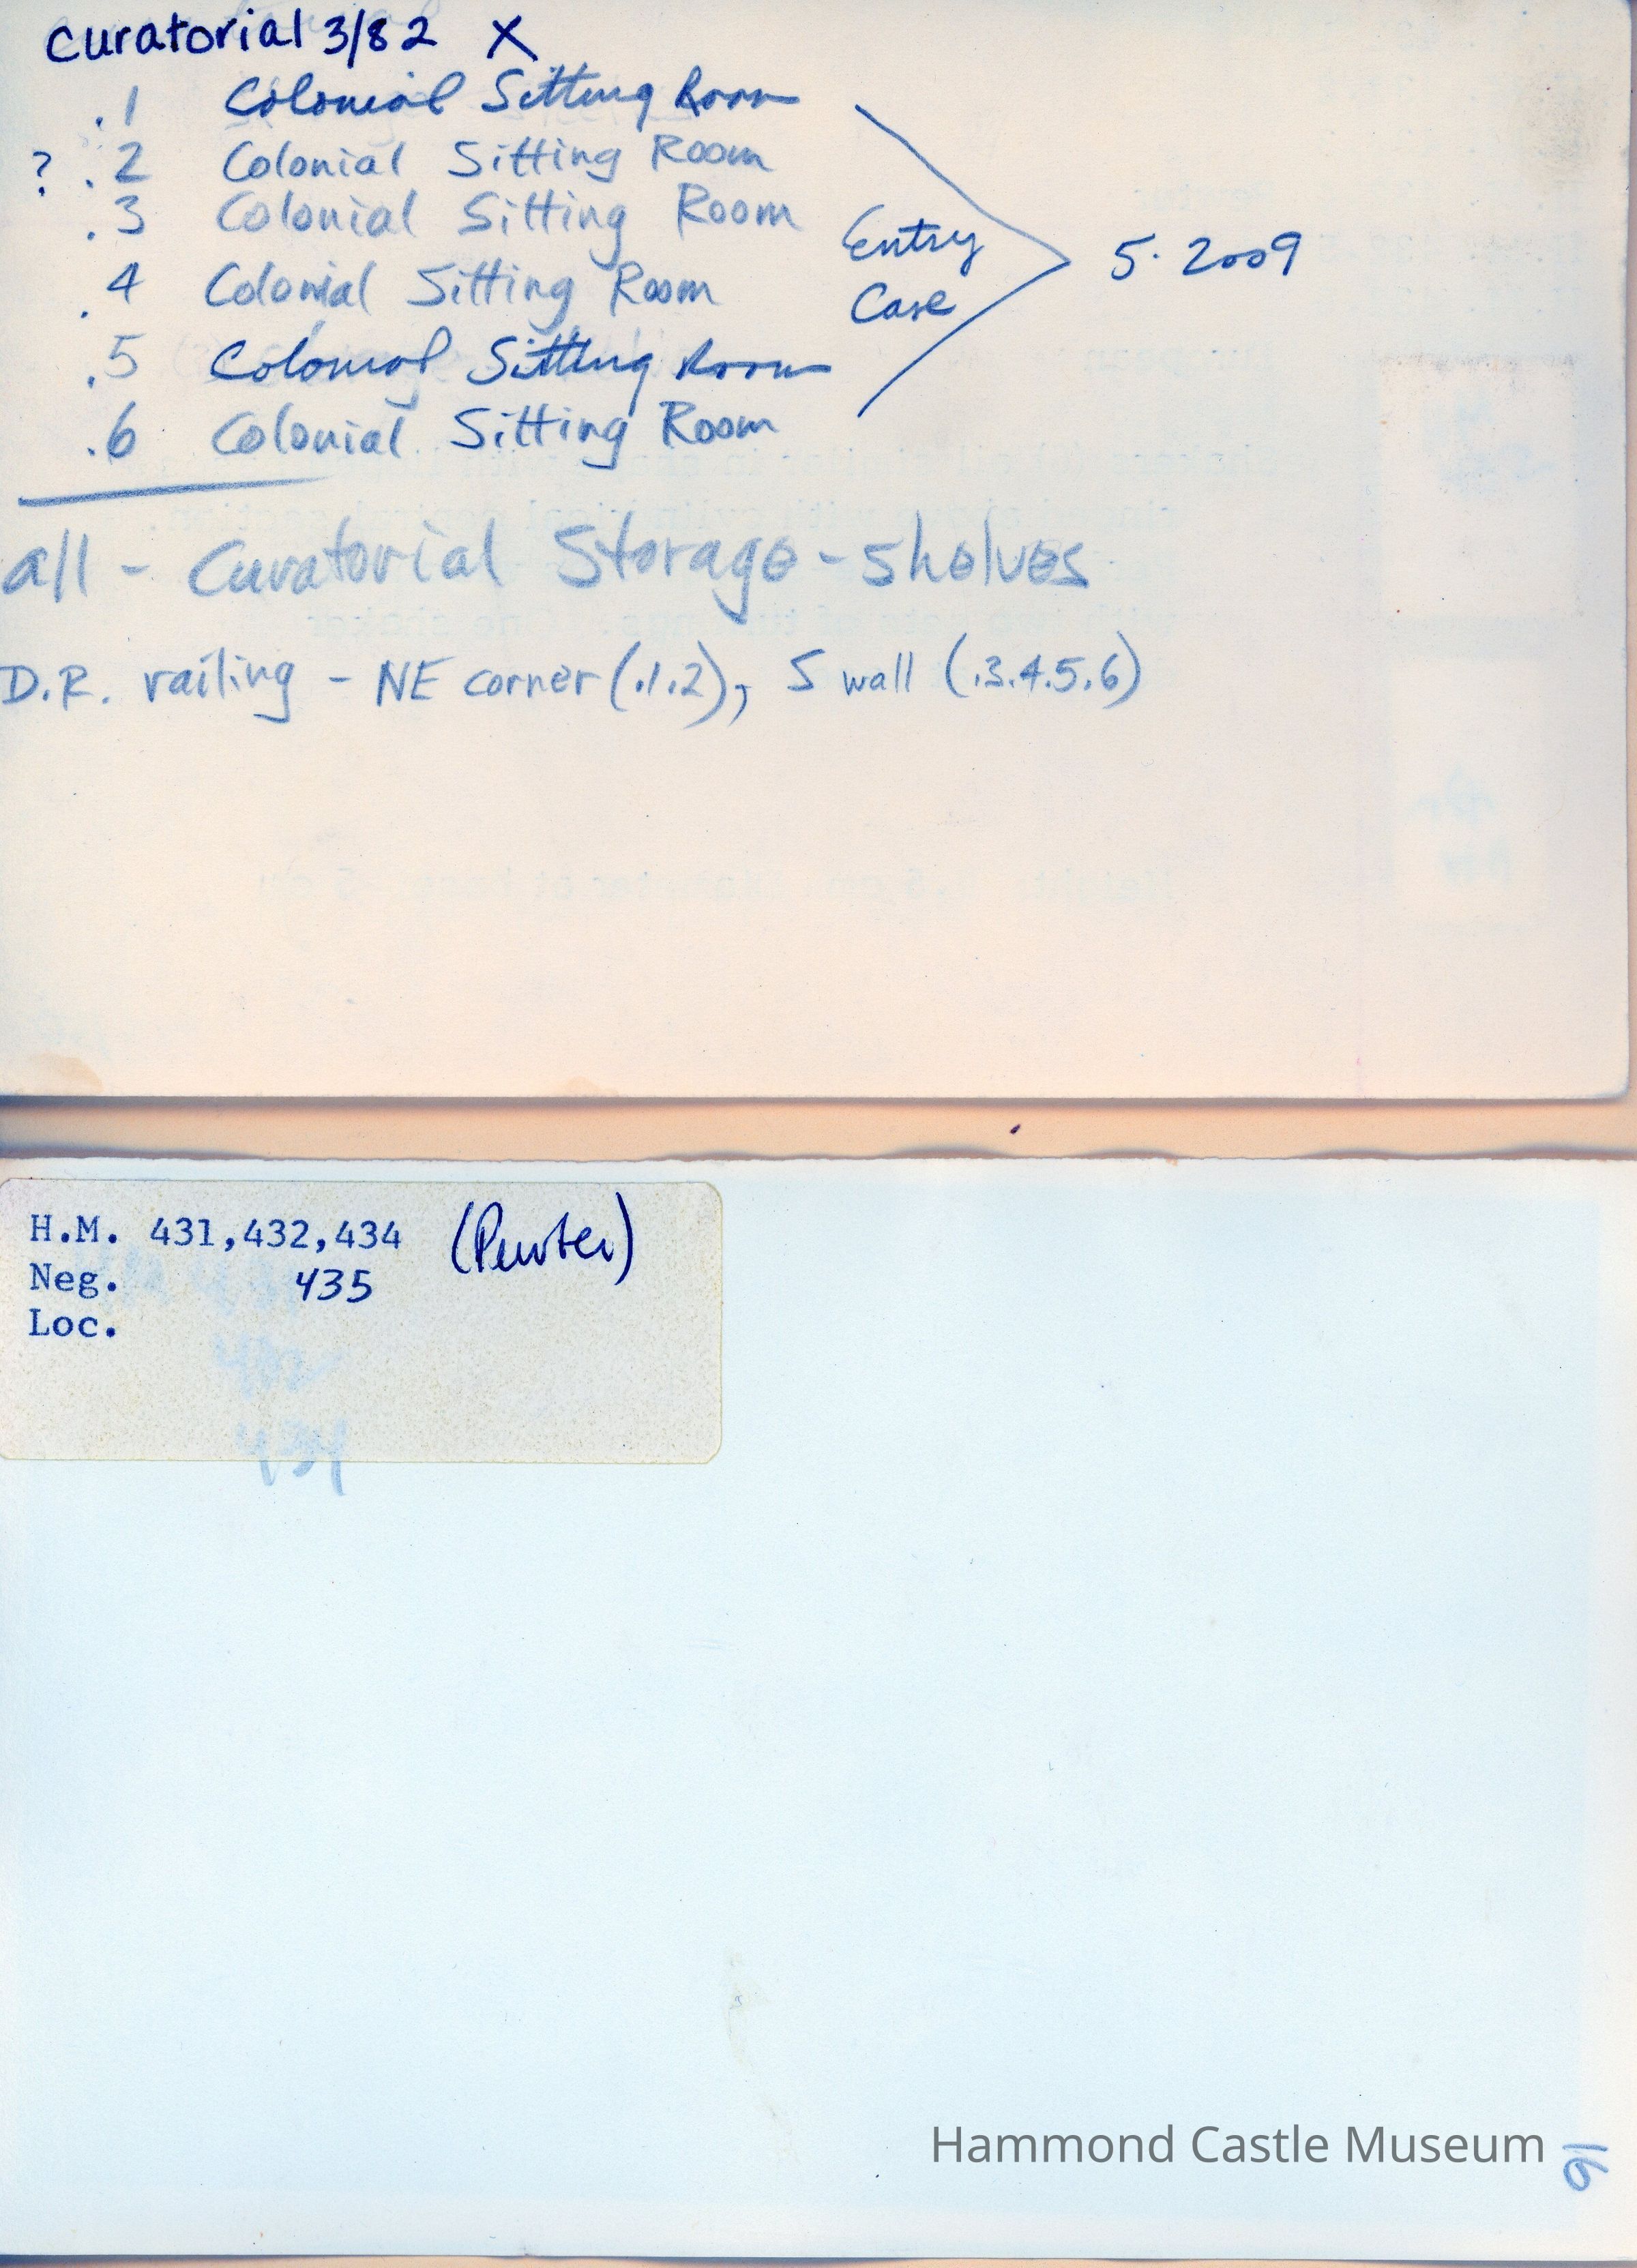 curatorial 3/82 X
.1 Colonial Sitting Room
? .2 Colonial Sitting Room
.3 Colonial Sitting Room
.4 Colonial Sitting Room
Entry
Case
5. 2009
.5 Colonial Sitting Room
.6 Colonial Sitting Room
all - Curatorial Storage - shelves
D.R. railing - NE corner (.1.2), S wall (.3.4.5.6)
H.M. 431,432,434 (Pewter)
Neg. 435
Loc.
Hammond Castle Museum
16